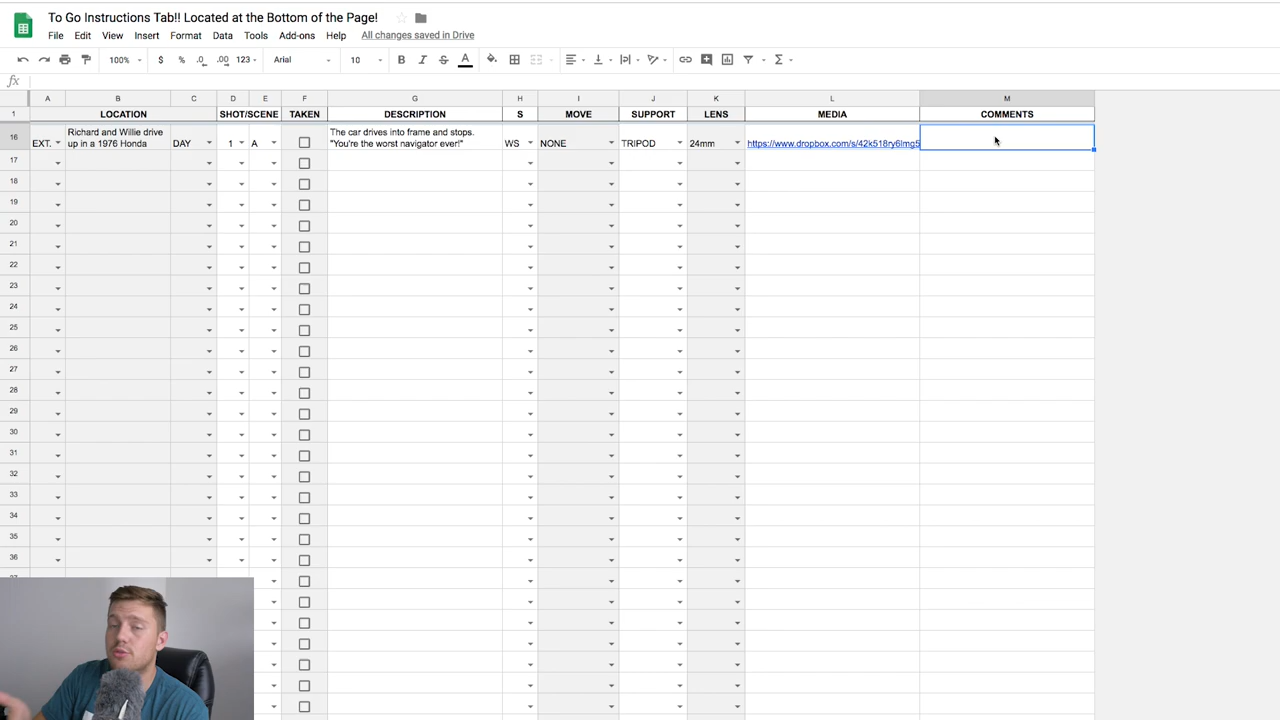 To Go Instructions Tab!! Located at the Bottom of the Page!
File Edit View Insert Format Data Tools Add-ons Help All changes saved in Drive
100% $ % .0 .00 123 Arial 10 B I S A Σ
fx
A B C D E F G H I J K L M
1 LOCATION SHOT/SCENE TAKEN DESCRIPTION S MOVE SUPPORT LENS MEDIA COMMENTS
16 EXT. Richard and Willie drive up in a 1976 Honda DAY 1 A The car drives into frame and stops. "You're the worst navigator ever!" WS NONE TRIPOD 24mm https://www.dropbox.com/s/42k518ry6lmg5
17
18
19
20
21
22
23
24
25
26
27
28
29
30
31
32
33
34
35
36